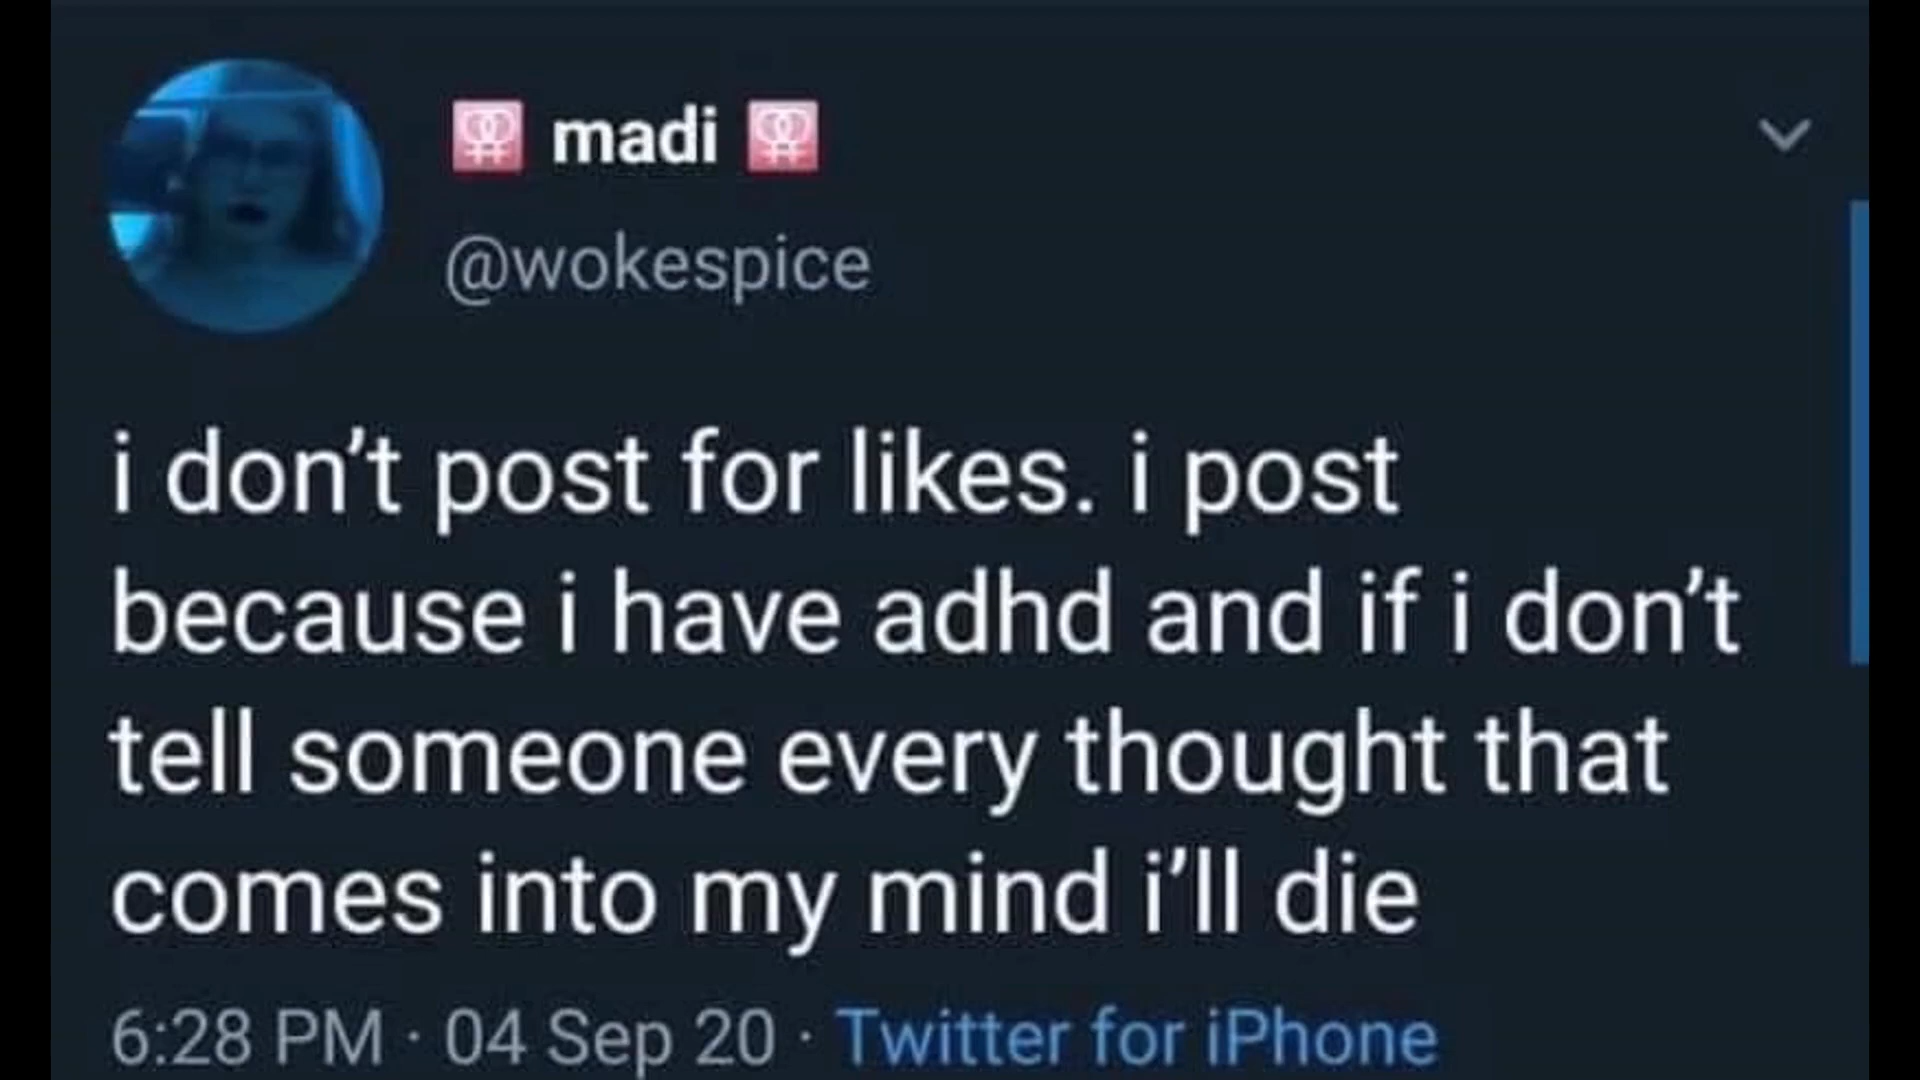 madi
@wokespice
i don’t post for likes. i post
because i have adhd and if i don’t
tell someone every thought that
comes into my mind i’ll die
6:28 PM · 04 Sep 20 · Twitter for iPhone